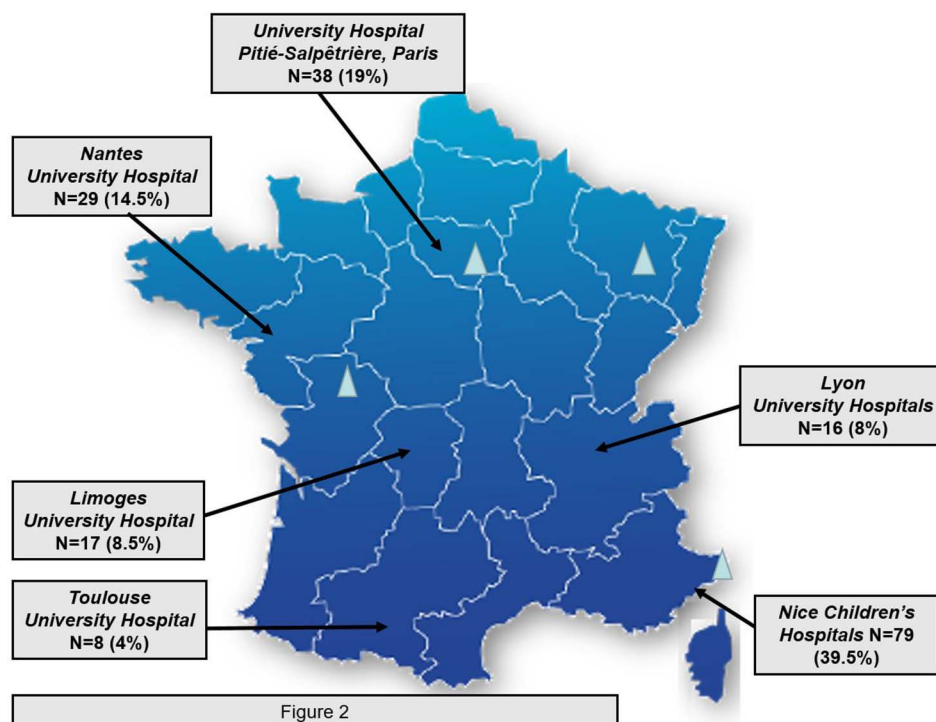 University Hospital
Pitié-Salpêtrière, Paris
N=38 (19%)
Nantes
University Hospital
N=29 (14.5%)
Lyon
University Hospitals
N=16 (8%)
Limoges
University Hospital
N=17 (8.5%)
Toulouse
University Hospital
N=8 (4%)
Nice Children’s
Hospitals N=79
(39.5%)
Figure 2